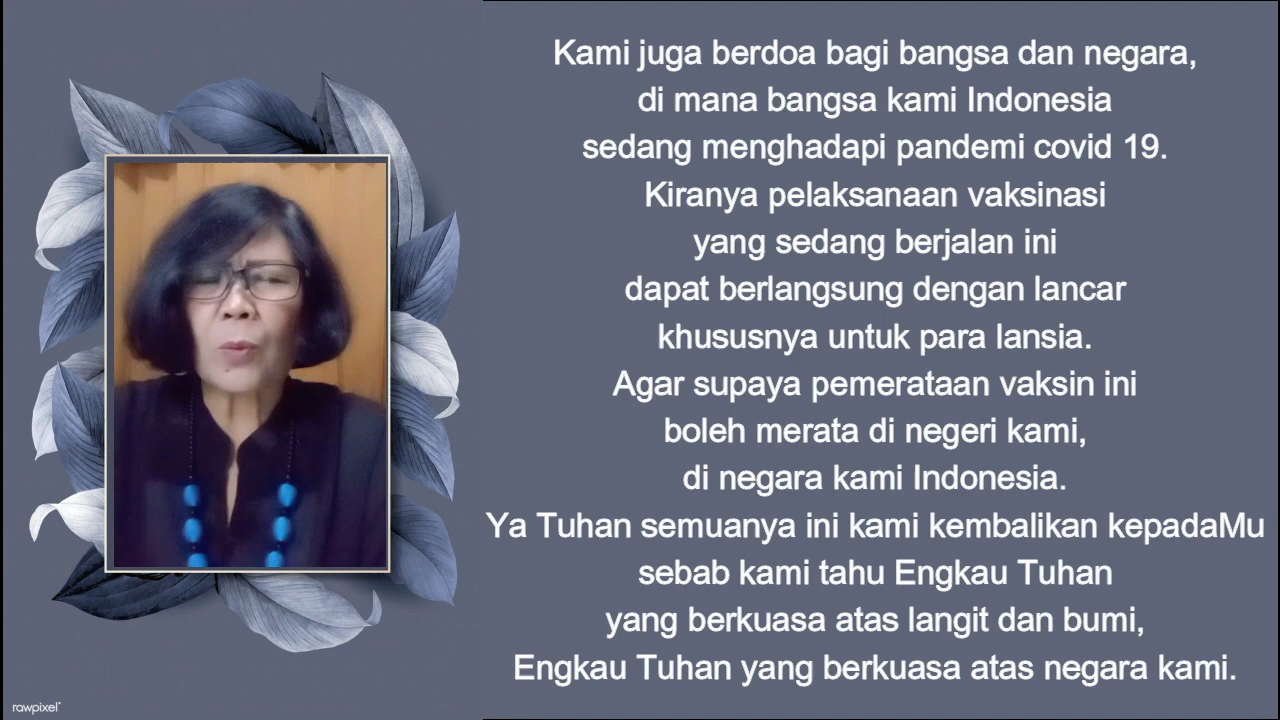 Kami juga berdoa bagi bangsa dan negara,
di mana bangsa kami Indonesia
sedang menghadapi pandemi covid 19.
Kiranya pelaksanaan vaksinasi
yang sedang berjalan ini
dapat berlangsung dengan lancar
khususnya untuk para lansia.
Agar supaya pemerataan vaksin ini
boleh merata di negeri kami,
di negara kami Indonesia.
Ya Tuhan semuanya ini kami kembalikan kepadaMu
sebab kami tahu Engkau Tuhan
yang berkuasa atas langit dan bumi,
Engkau Tuhan yang berkuasa atas negara kami.
rawpixel